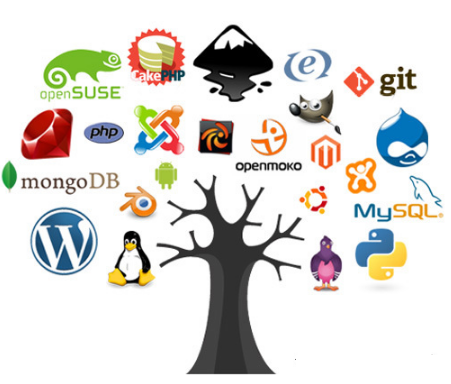 openSUSE
CakePHP
e
git
php
openmoko
mongoDB
MySQL
W